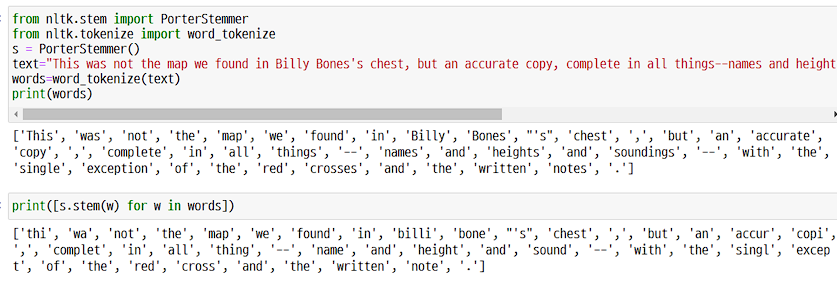 from nltk.stem import PorterStemmer
from nltk.tokenize import word_tokenize
s = PorterStemmer()
text="This was not the map we found in Billy Bones's chest, but an accurate copy, complete in all things--names and height
words=word_tokenize(text)
print(words)
['This', 'was', 'not', 'the', 'map', 'we', 'found', 'in', 'Billy', 'Bones', "'s", 'chest', ',', 'but', 'an', 'accurate',
'copy', ',', 'complete', 'in', 'all', 'things', '--', 'names', 'and', 'heights', 'and', 'soundings', '--', 'with', 'the',
'single', 'exception', 'of', 'the', 'red', 'crosses', 'and', 'the', 'written', 'notes', '.']
print([s.stem(w) for w in words])
['thi', 'wa', 'not', 'the', 'map', 'we', 'found', 'in', 'billi', 'bone', "'s", 'chest', ',', 'but', 'an', 'accur', 'copi',
',', 'complet', 'in', 'all', 'thing', '--', 'name', 'and', 'height', 'and', 'sound', '--', 'with', 'the', 'singl', 'excep
t', 'of', 'the', 'red', 'cross', 'and', 'the', 'written', 'note', '.']